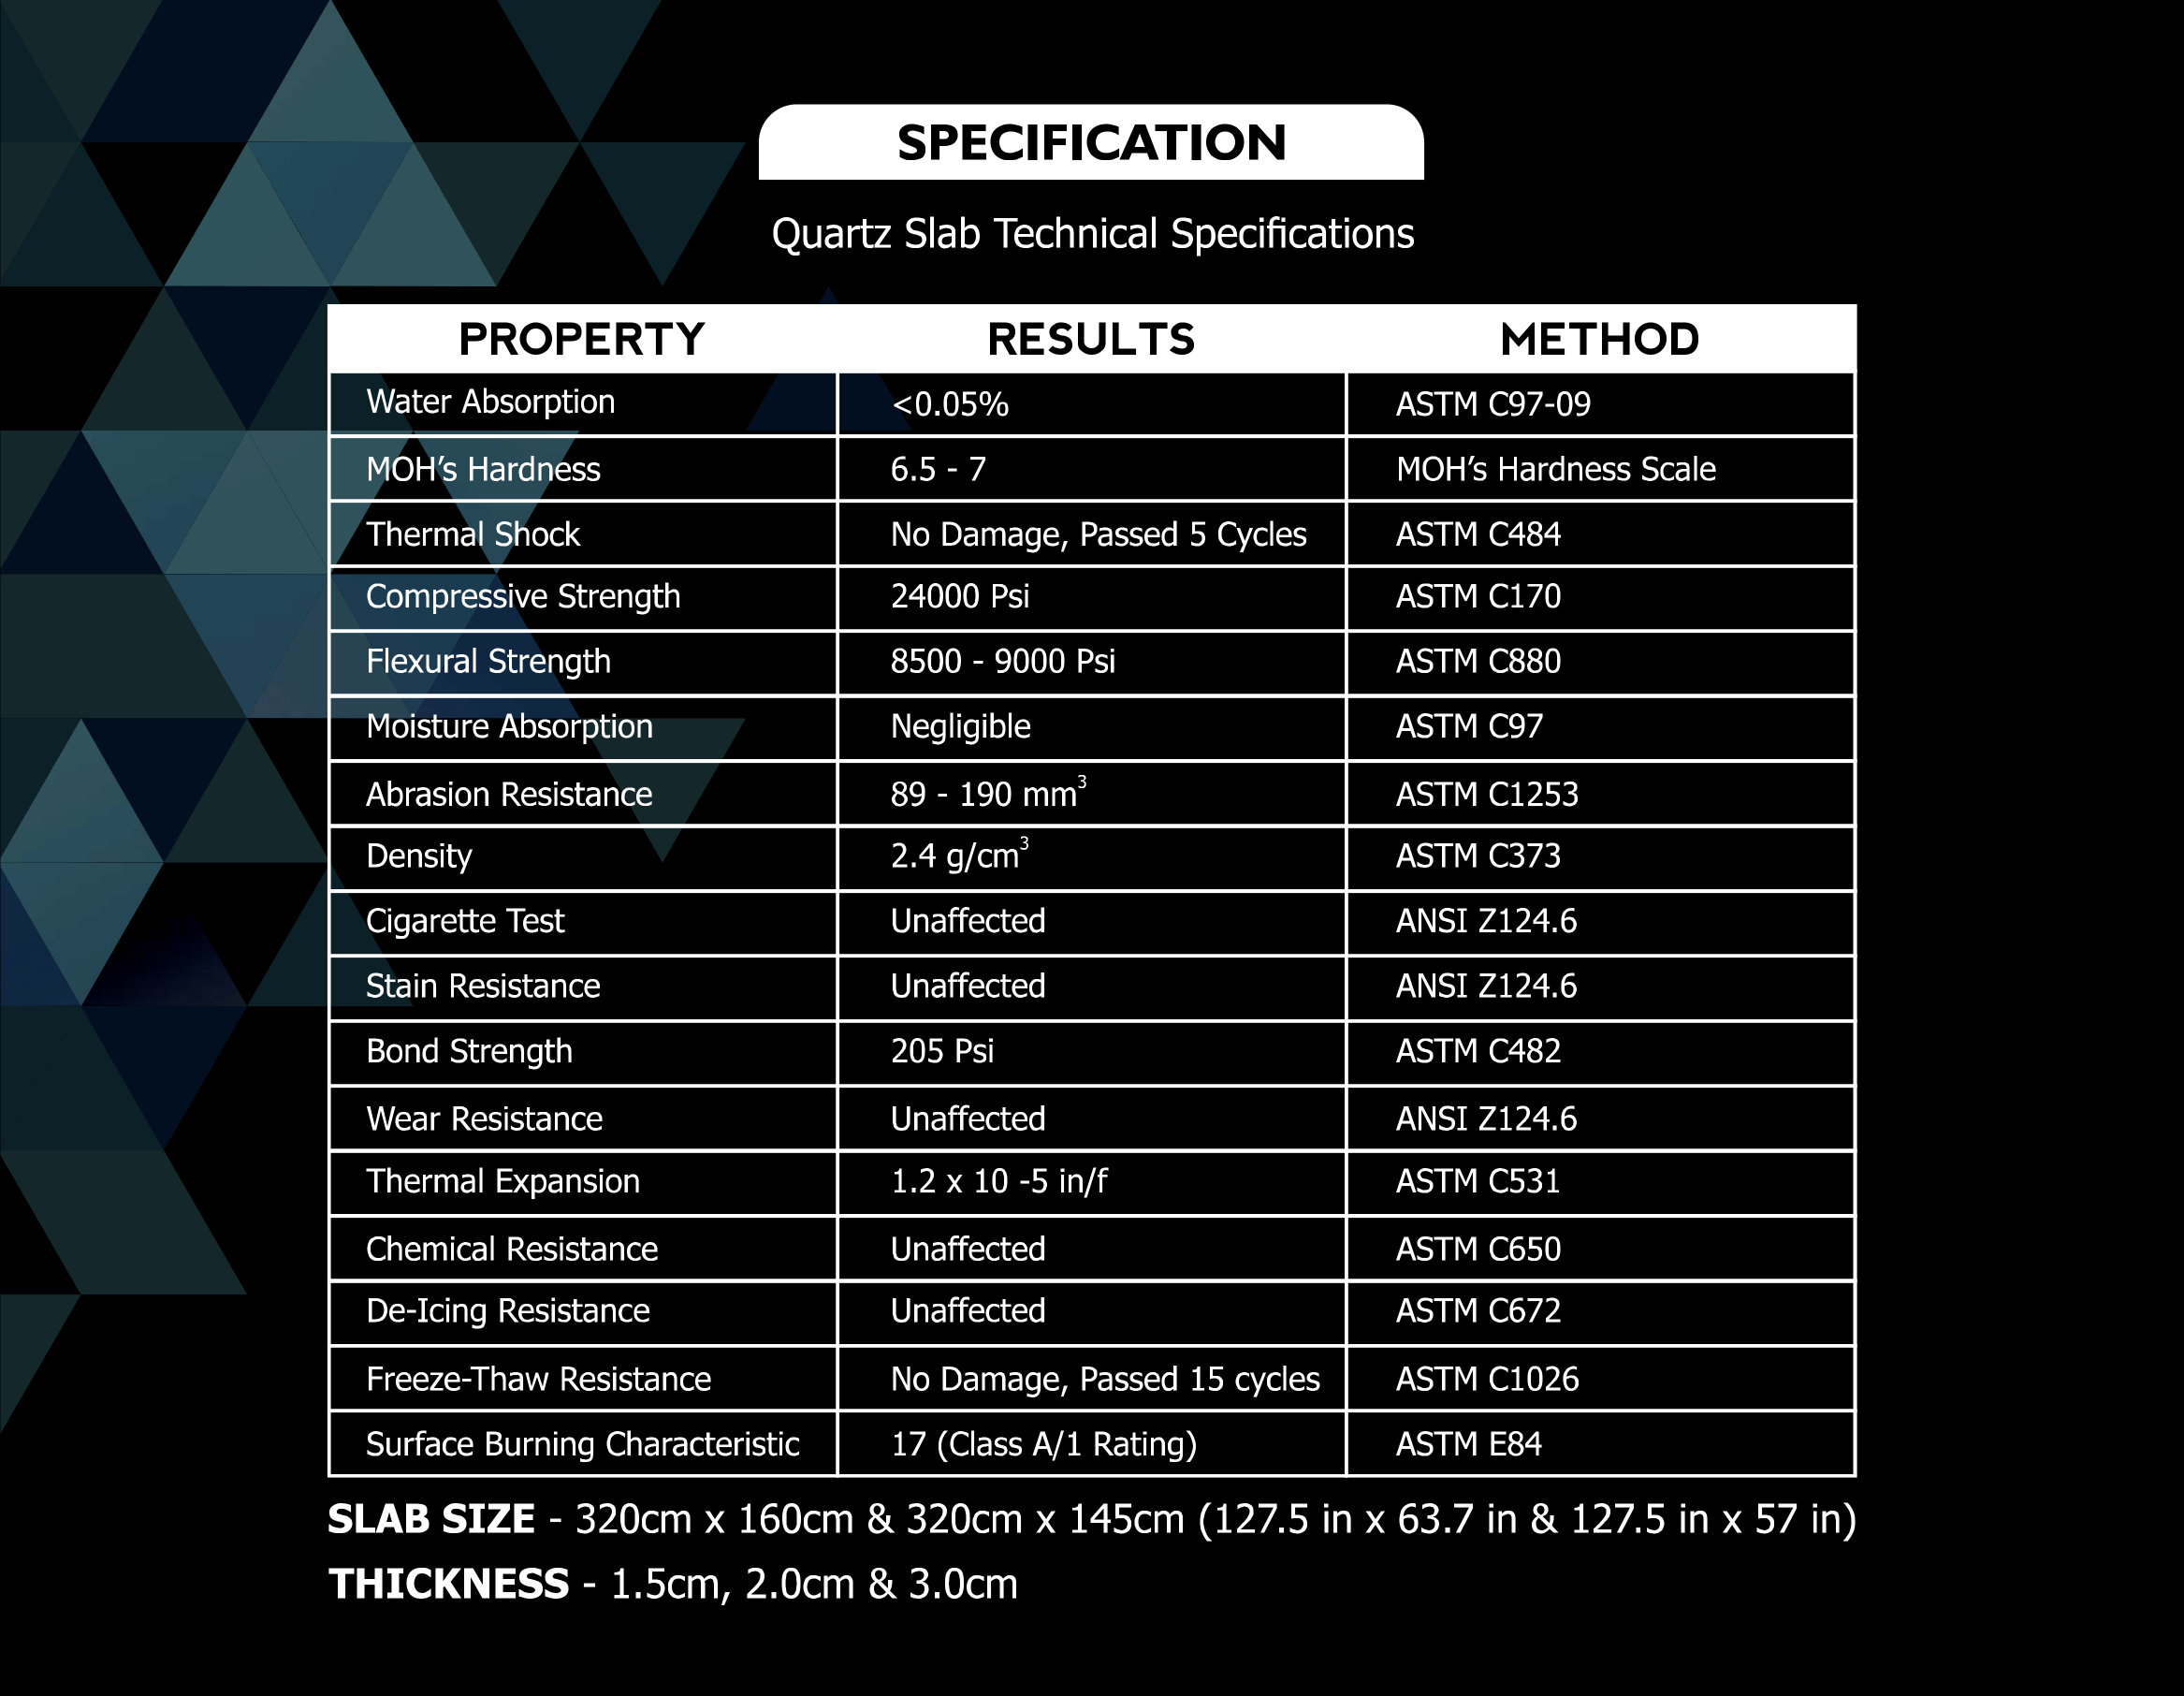 SPECIFICATION
Quartz Slab Technical Specifications
PROPERTY RESULTS METHOD
Water Absorption <0.05% ASTM C97-09
MOH’s Hardness 6.5 - 7 MOH’s Hardness Scale
Thermal Shock No Damage, Passed 5 Cycles ASTM C484
Compressive Strength 24000 Psi ASTM C170
Flexural Strength 8500 - 9000 Psi ASTM C880
Moisture Absorption Negligible ASTM C97
Abrasion Resistance 89 - 190 mm³ ASTM C1253
Density 2.4 g/cm³ ASTM C373
Cigarette Test Unaffected ANSI Z124.6
Stain Resistance Unaffected ANSI Z124.6
Bond Strength 205 Psi ASTM C482
Wear Resistance Unaffected ANSI Z124.6
Thermal Expansion 1.2 x 10 -5 in/f ASTM C531
Chemical Resistance Unaffected ASTM C650
De-Icing Resistance Unaffected ASTM C672
Freeze-Thaw Resistance No Damage, Passed 15 cycles ASTM C1026
Surface Burning Characteristic 17 (Class A/1 Rating) ASTM E84
SLAB SIZE - 320cm x 160cm & 320cm x 145cm (127.5 in x 63.7 in & 127.5 in x 57 in)
THICKNESS - 1.5cm, 2.0cm & 3.0cm